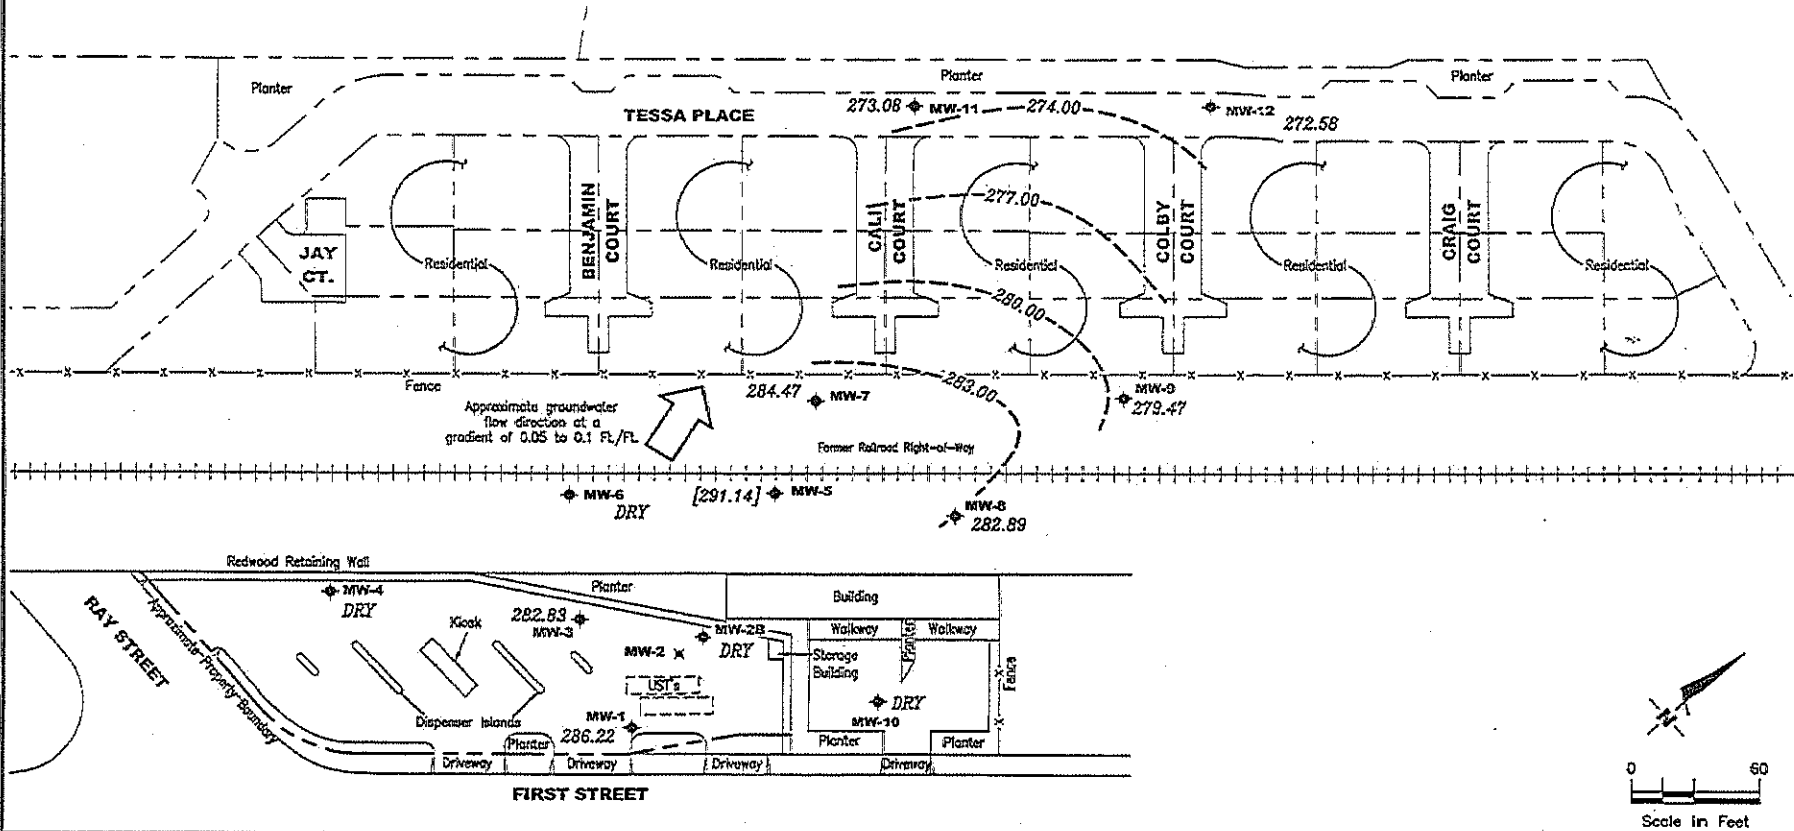 Planter
Planter
Planter
TESSA PLACE
273.08
MW-11
274.00
MW-12
272.58
277.00
BENJAMIN
COURT
CALI
COURT
COLBY
COURT
CRAIG
COURT
JAY
CT.
Residential
Residential
Residential
Residential
Residential
280.00
Fence
284.47
MW-7
283.00
MW-9
279.47
Approximate groundwater
flow direction at a
gradient of 0.05 to 0.1 Ft./Ft.
Former Railroad Right-of-Way
MW-6
DRY
[291.14]
MW-5
MW-8
282.89
Redwood Retaining Wall
RAY STREET
Approximate Property Boundary
MW-4
DRY
Kiosk
282.83
MW-3
Planter
MW-2B
DRY
MW-2
UST's
Building
Walkway
Planter
Walkway
Storage
Building
Fence
DRY
MW-10
Dispenser Islands
MW-1
286.22
Planter
Planter
Planter
Driveway
Driveway
Driveway
Driveway
FIRST STREET
N
0 60
Scale in Feet